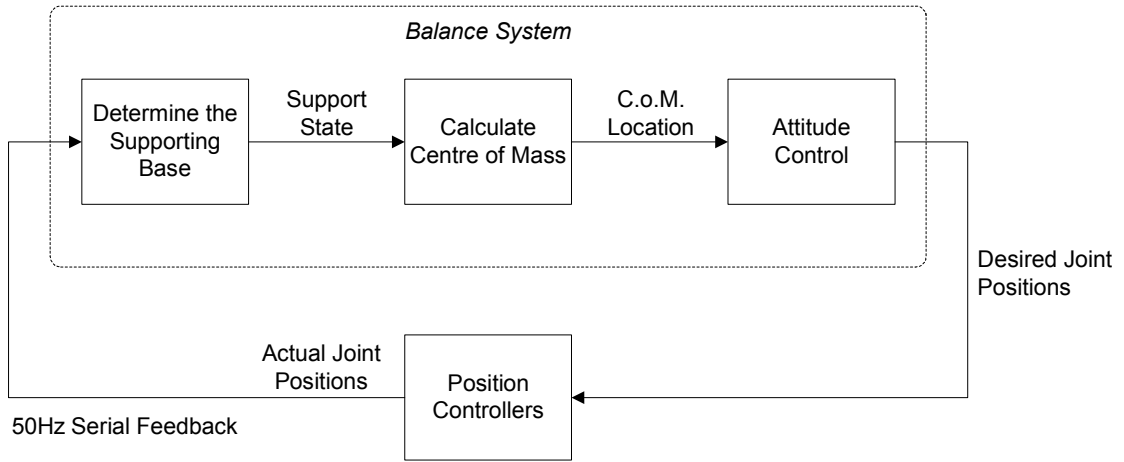 Balance System
Determine the
Supporting
Base
Support
State
Calculate
Centre of Mass
C.o.M.
Location
Attitude
Control
Desired Joint
Positions
Position
Controllers
Actual Joint
Positions
50Hz Serial Feedback